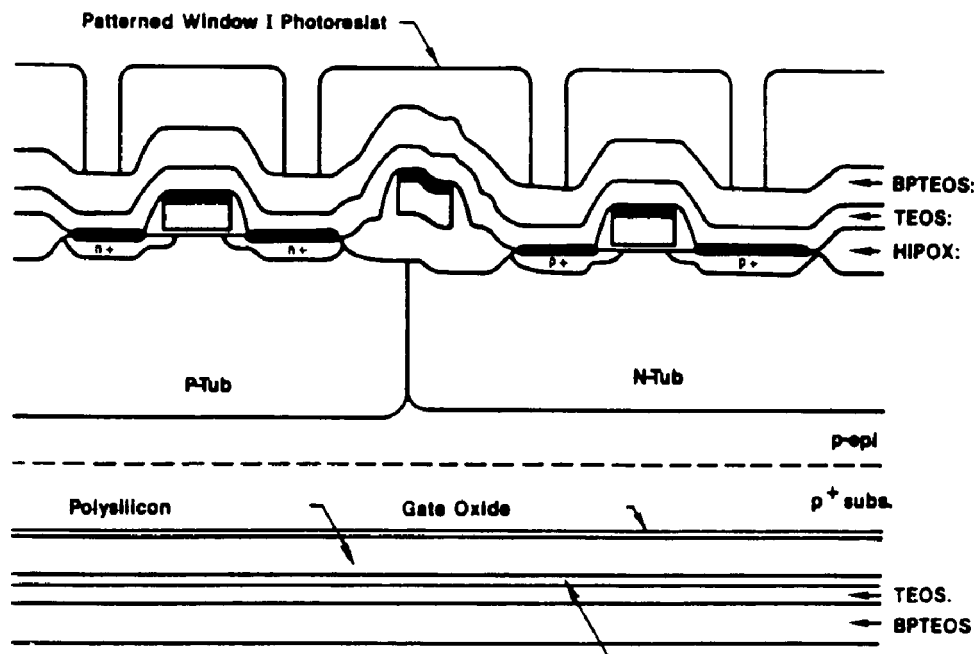 Patterned Window I Photoresist
BPTEOS:
TEOS:
HIPOX:
n+ n+ p+ p+
P-Tub N-Tub
p-epi
p+ subs.
Polysilicon Gate Oxide
TEOS.
BPTEOS